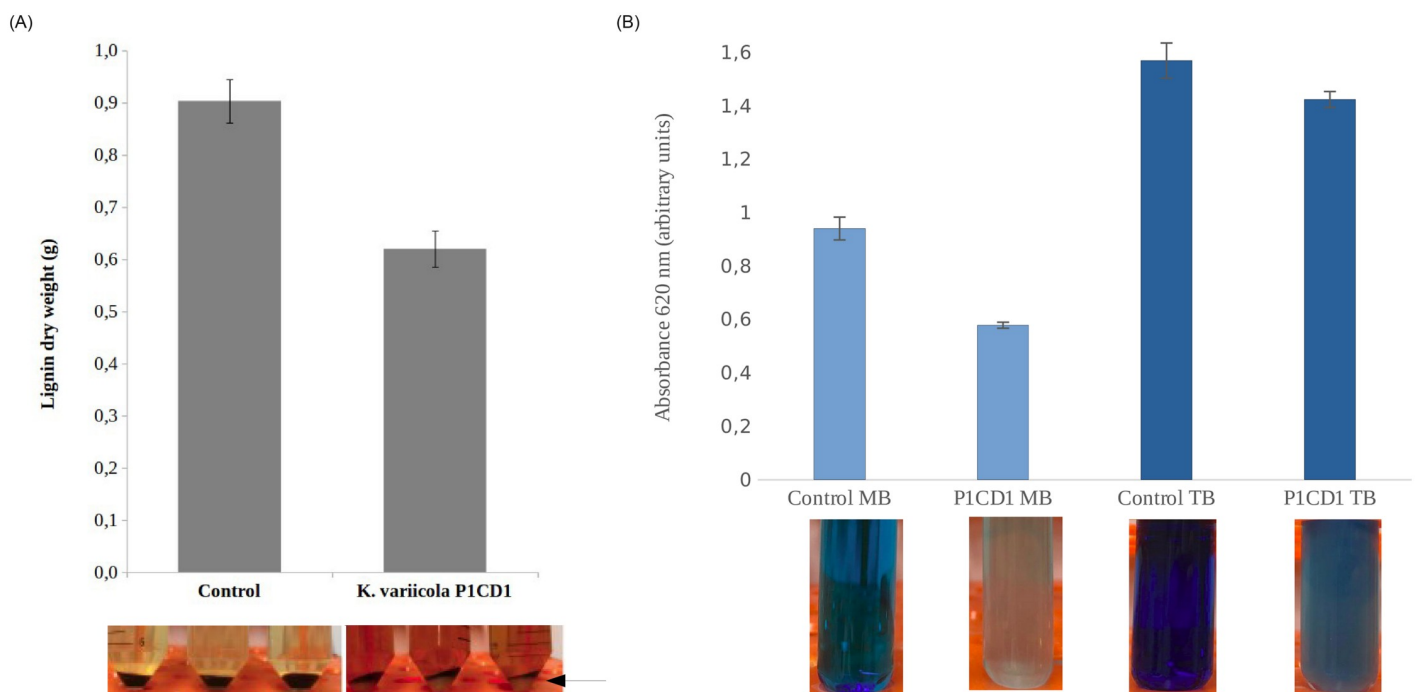 (A)
1,0
0,9
0,8
0,7
0,6
0,5
0,4
0,3
0,2
0,1
0,0
Lignin dry weight (g)
Control
K. variicola P1CD1
(B)
1,6
1,4
1,2
1
0,8
0,6
0,4
0,2
0
Absorbance 620 nm (arbitrary units)
Control MB
P1CD1 MB
Control TB
P1CD1 TB